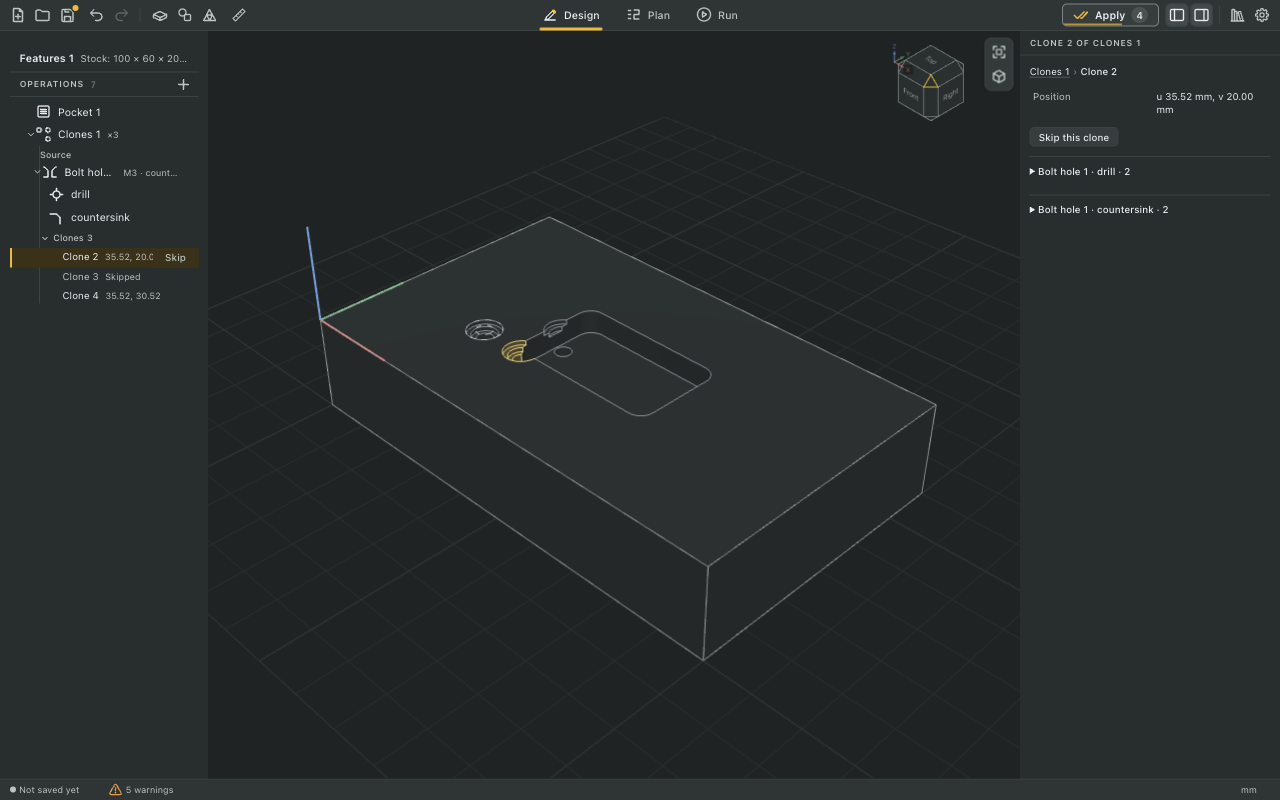 Design
Plan
Run
Apply 4
Features 1 Stock: 100 × 60 × 20...
OPERATIONS 7
Pocket 1
Clones 1 ×3
Source
Bolt hol... M3 · count...
drill
countersink
Clones 3
Clone 2 35.52, 20.0 Skip
Clone 3 Skipped
Clone 4 35.52, 30.52
Z
Top
Front
Right
CLONE 2 OF CLONES 1
Clones 1 › Clone 2
Position u 35.52 mm, v 20.00
mm
Skip this clone
Bolt hole 1 · drill · 2
Bolt hole 1 · countersink · 2
Not saved yet
5 warnings
mm